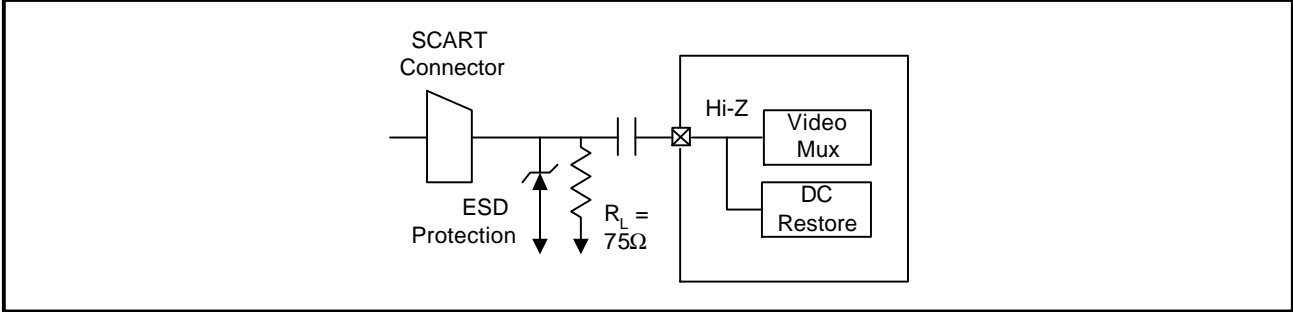 SCART
Connector
Hi-Z
Video
Mux
DC
Restore
ESD
Protection
R_L =
75Ω